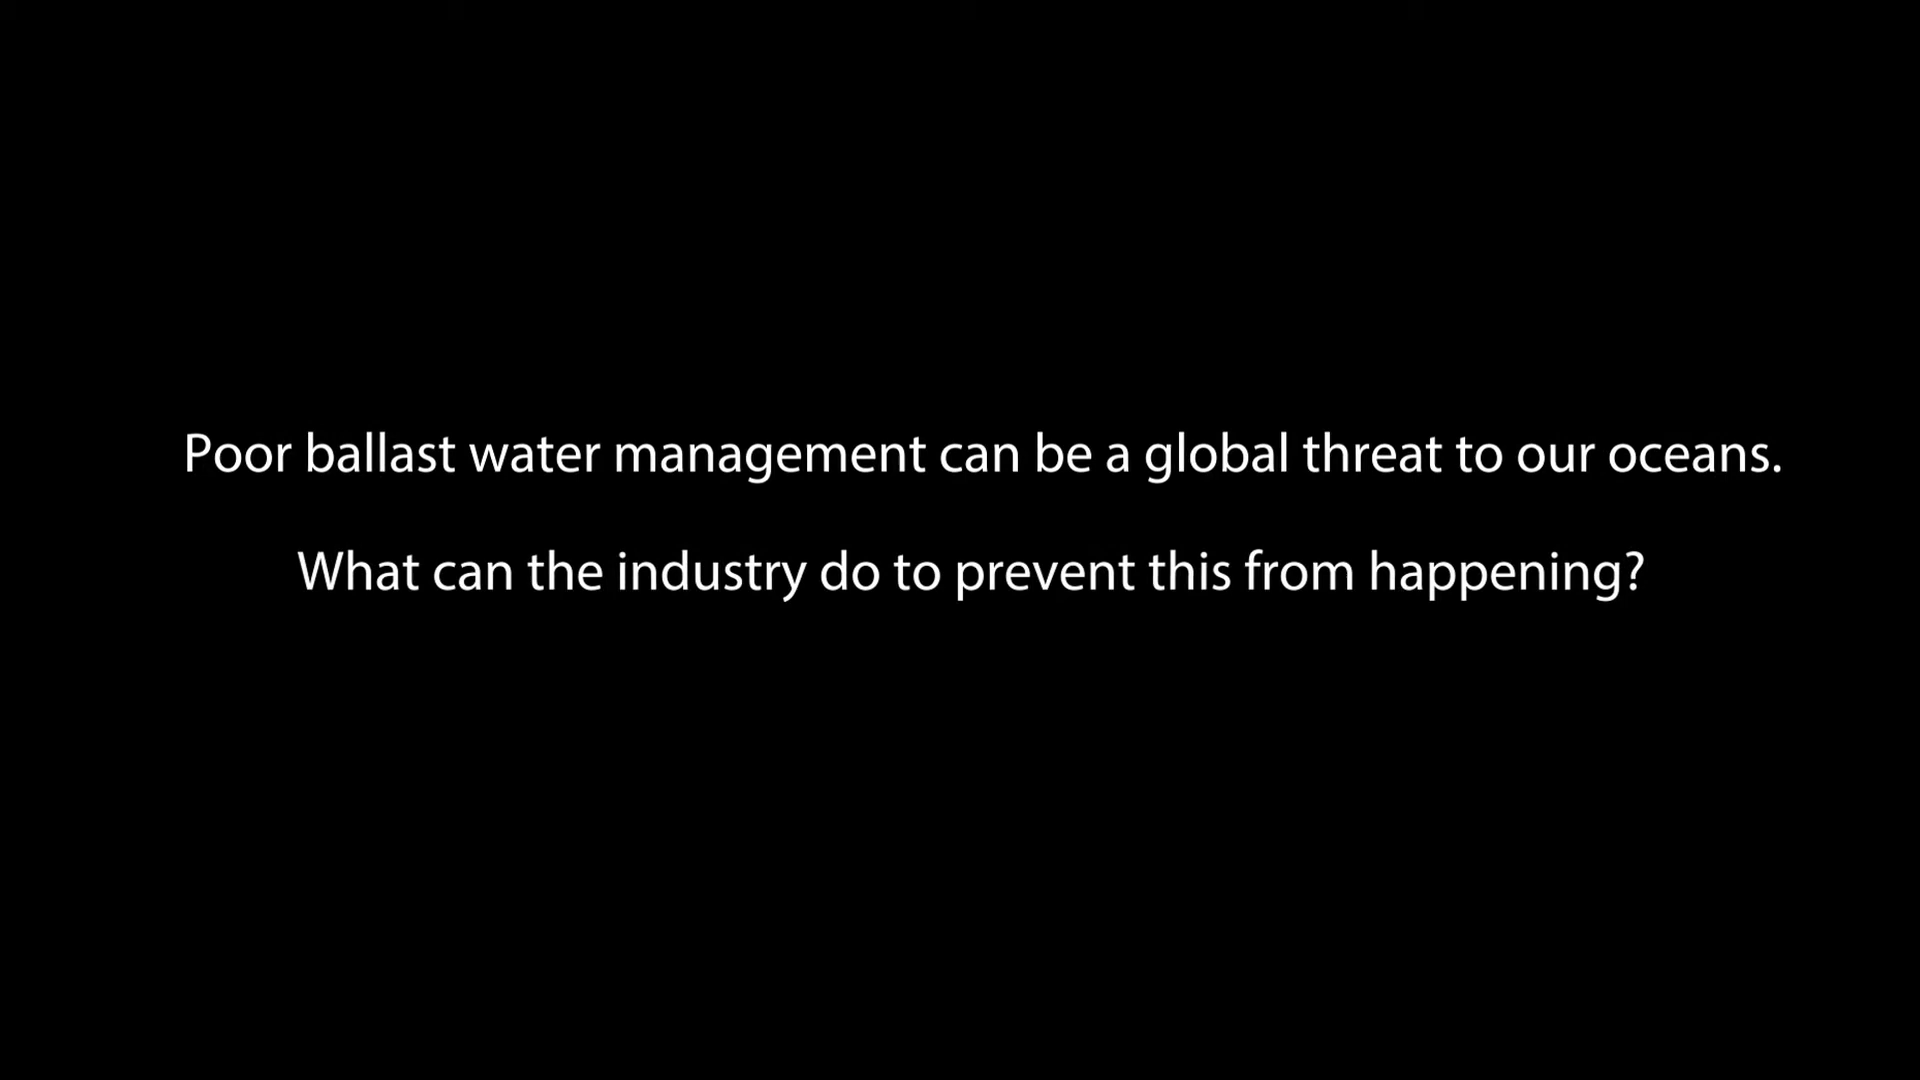 Poor ballast water management can be a global threat to our oceans.
What can the industry do to prevent this from happening?